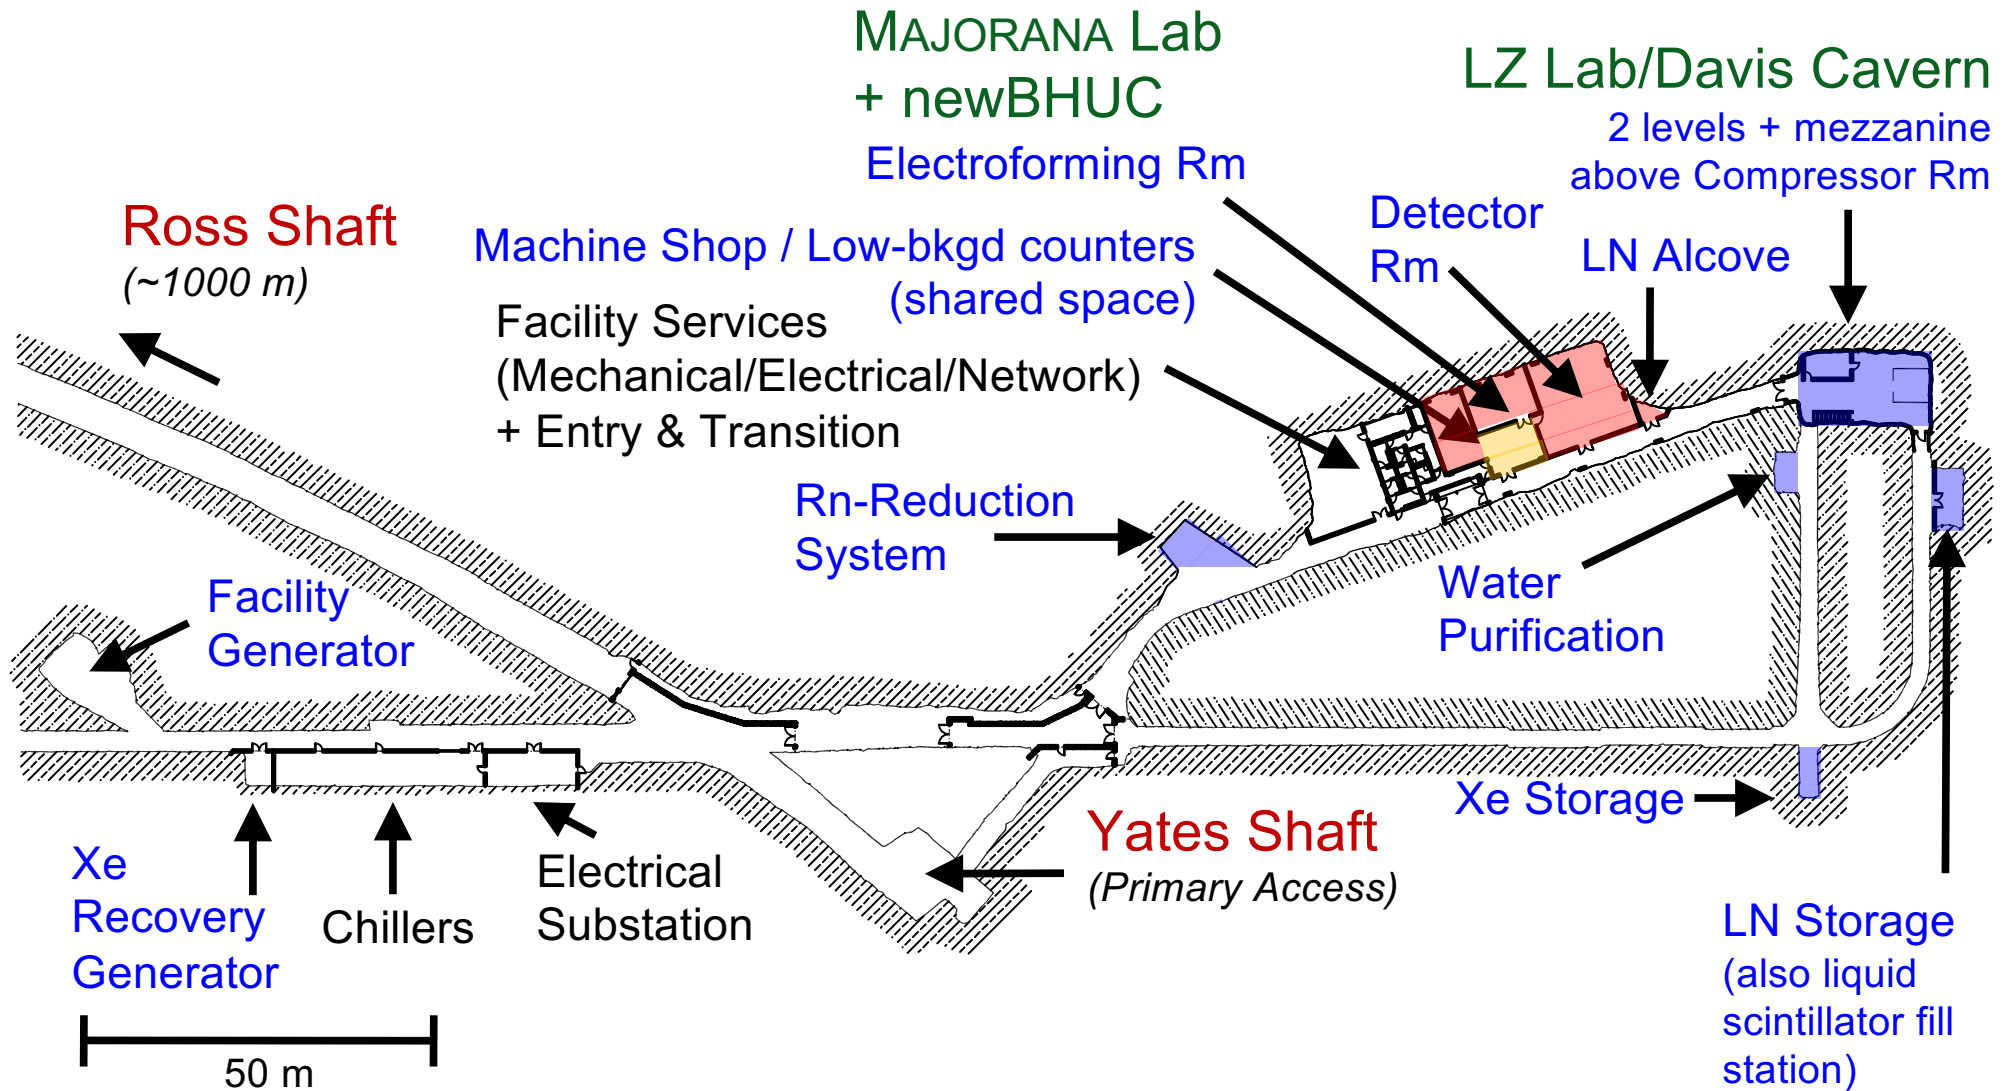 MAJORANA Lab
+ newBHUC
Electroforming Rm
LZ Lab/Davis Cavern
2 levels + mezzanine
above Compressor Rm
Ross Shaft
(~1000 m)
Machine Shop / Low-bkgd counters
(shared space)
Detector
Rm
LN Alcove
Facility Services
(Mechanical/Electrical/Network)
+ Entry & Transition
Rn-Reduction
System
Water
Purification
Facility
Generator
Xe Storage
Yates Shaft
(Primary Access)
Xe
Recovery
Generator
Chillers
Electrical
Substation
LN Storage
(also liquid
scintillator fill
station)
50 m